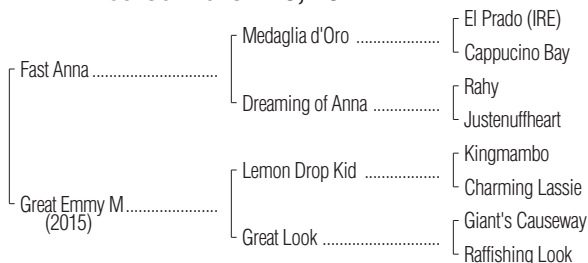 El Prado (IRE)
Medaglia d'Oro ....................
Cappucino Bay
Fast Anna ..............................
Rahy
Dreaming of Anna ................
Justenuffheart
Kingmambo
Lemon Drop Kid ..................
Charming Lassie
Great Emmy M......................
(2015)
Giant's Causeway
Great Look ............................
Raffishing Look